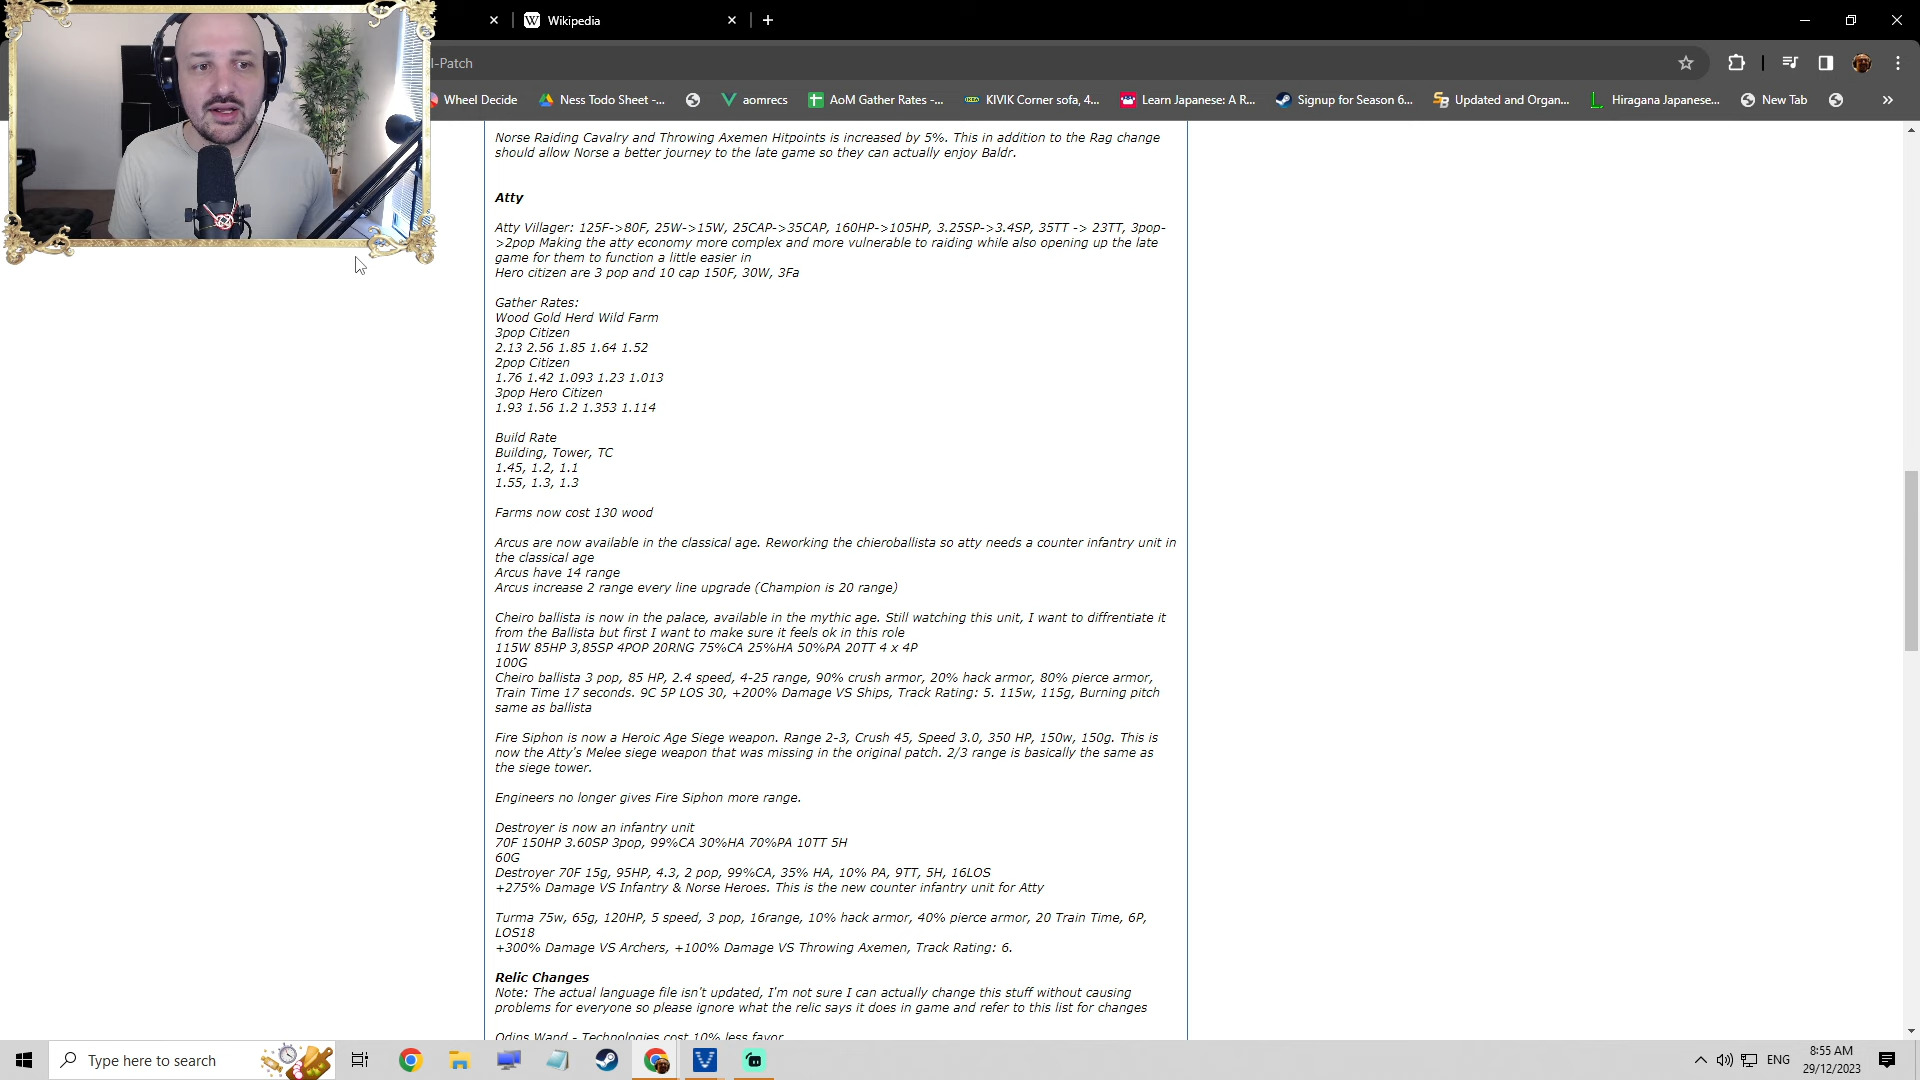 Wikipedia
l-Patch
Wheel Decide
Ness Todo Sheet -...
aomrecs
AoM Gather Rates -...
KIVIK Corner sofa, 4...
Learn Japanese: A R...
Signup for Season 6...
Updated and Organ...
Hiragana Japanese...
New Tab
»
Norse Raiding Cavalry and Throwing Axemen Hitpoints is increased by 5%. This in addition to the Rag change
should allow Norse a better journey to the late game so they can actually enjoy Baldr.
Atty
Atty Villager: 125F->80F, 25W->15W, 25CAP->35CAP, 160HP->105HP, 3.25SP->3.4SP, 35TT -> 23TT, 3pop-
>2pop Making the atty economy more complex and more vulnerable to raiding while also opening up the late
game for them to function a little easier in
Hero citizen are 3 pop and 10 cap 150F, 30W, 3Fa
Gather Rates:
Wood Gold Herd Wild Farm
3pop Citizen
2.13 2.56 1.85 1.64 1.52
2pop Citizen
1.76 1.42 1.093 1.23 1.013
3pop Hero Citizen
1.93 1.56 1.2 1.353 1.114
Build Rate
Building, Tower, TC
1.45, 1.2, 1.1
1.55, 1.3, 1.3
Farms now cost 130 wood
Arcus are now available in the classical age. Reworking the chieroballista so atty needs a counter infantry unit in
the classical age
Arcus have 14 range
Arcus increase 2 range every line upgrade (Champion is 20 range)
Cheiro ballista is now in the palace, available in the mythic age. Still watching this unit, I want to diffrentiate it
from the Ballista but first I want to make sure it feels ok in this role
115W 85HP 3,85SP 4POP 20RNG 75%CA 25%HA 50%PA 20TT 4 x 4P
100G
Cheiro ballista 3 pop, 85 HP, 2.4 speed, 4-25 range, 90% crush armor, 20% hack armor, 80% pierce armor,
Train Time 17 seconds. 9C 5P LOS 30, +200% Damage VS Ships, Track Rating: 5. 115w, 115g, Burning pitch
same as ballista
Fire Siphon is now a Heroic Age Siege weapon. Range 2-3, Crush 45, Speed 3.0, 350 HP, 150w, 150g. This is
now the Atty's Melee siege weapon that was missing in the original patch. 2/3 range is basically the same as
the siege tower.
Engineers no longer gives Fire Siphon more range.
Destroyer is now an infantry unit
70F 150HP 3.60SP 3pop, 99%CA 30%HA 70%PA 10TT 5H
60G
Destroyer 70F 15g, 95HP, 4.3, 2 pop, 99%CA, 35% HA, 10% PA, 9TT, 5H, 16LOS
+275% Damage VS Infantry & Norse Heroes. This is the new counter infantry unit for Atty
Turma 75w, 65g, 120HP, 5 speed, 3 pop, 16range, 10% hack armor, 40% pierce armor, 20 Train Time, 6P,
LOS18
+300% Damage VS Archers, +100% Damage VS Throwing Axemen, Track Rating: 6.
Relic Changes
Note: The actual language file isn't updated, I'm not sure I can actually change this stuff without causing
problems for everyone so please ignore what the relic says it does in game and refer to this list for changes
Odins Wand - Technologies cost 10% less favor
Type here to search
ENG
8:55 AM
29/12/2023